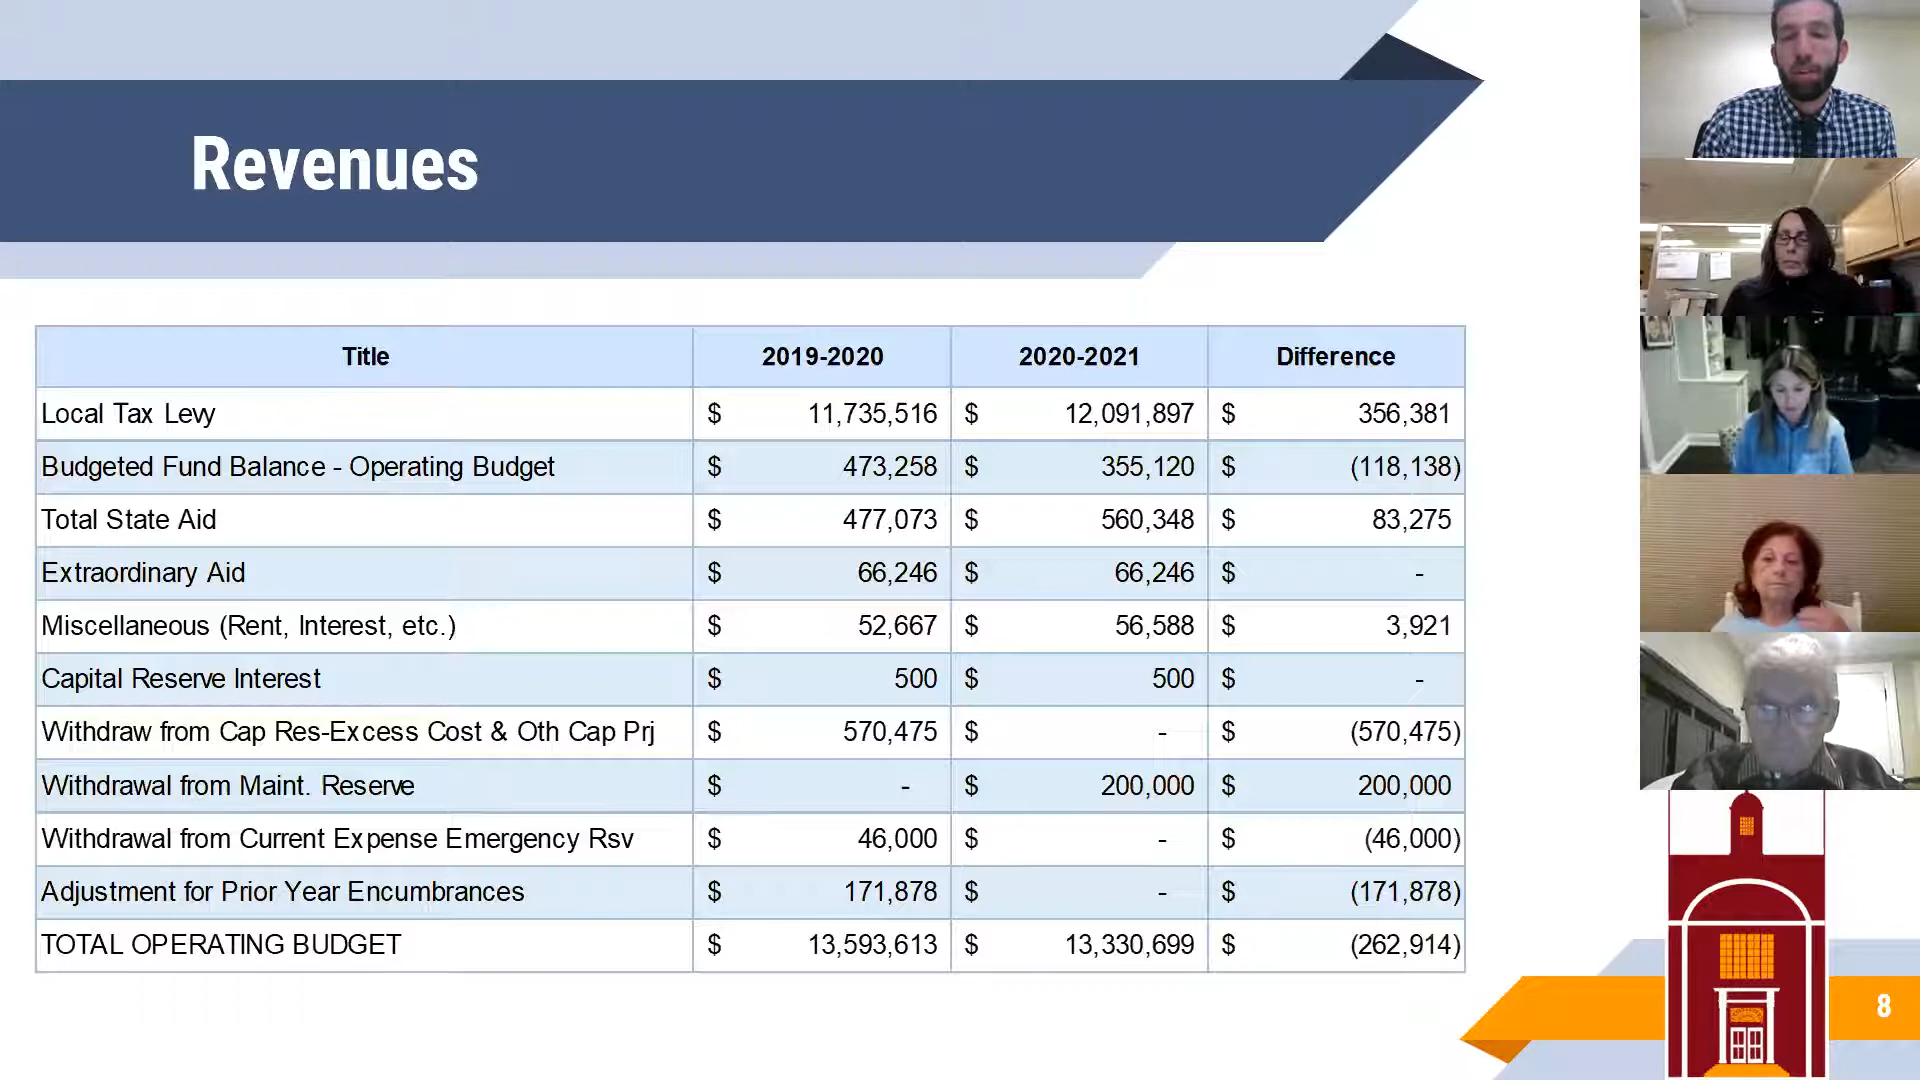 Revenues
Title 2019-2020 2020-2021 Difference
Local Tax Levy $ 11,735,516 $ 12,091,897 $ 356,381
Budgeted Fund Balance - Operating Budget $ 473,258 $ 355,120 $ (118,138)
Total State Aid $ 477,073 $ 560,348 $ 83,275
Extraordinary Aid $ 66,246 $ 66,246 $ -
Miscellaneous (Rent, Interest, etc.) $ 52,667 $ 56,588 $ 3,921
Capital Reserve Interest $ 500 $ 500 $ -
Withdraw from Cap Res-Excess Cost & Oth Cap Prj $ 570,475 $ - $ (570,475)
Withdrawal from Maint. Reserve $ - $ 200,000 $ 200,000
Withdrawal from Current Expense Emergency Rsv $ 46,000 $ - $ (46,000)
Adjustment for Prior Year Encumbrances $ 171,878 $ - $ (171,878)
TOTAL OPERATING BUDGET $ 13,593,613 $ 13,330,699 $ (262,914)
8